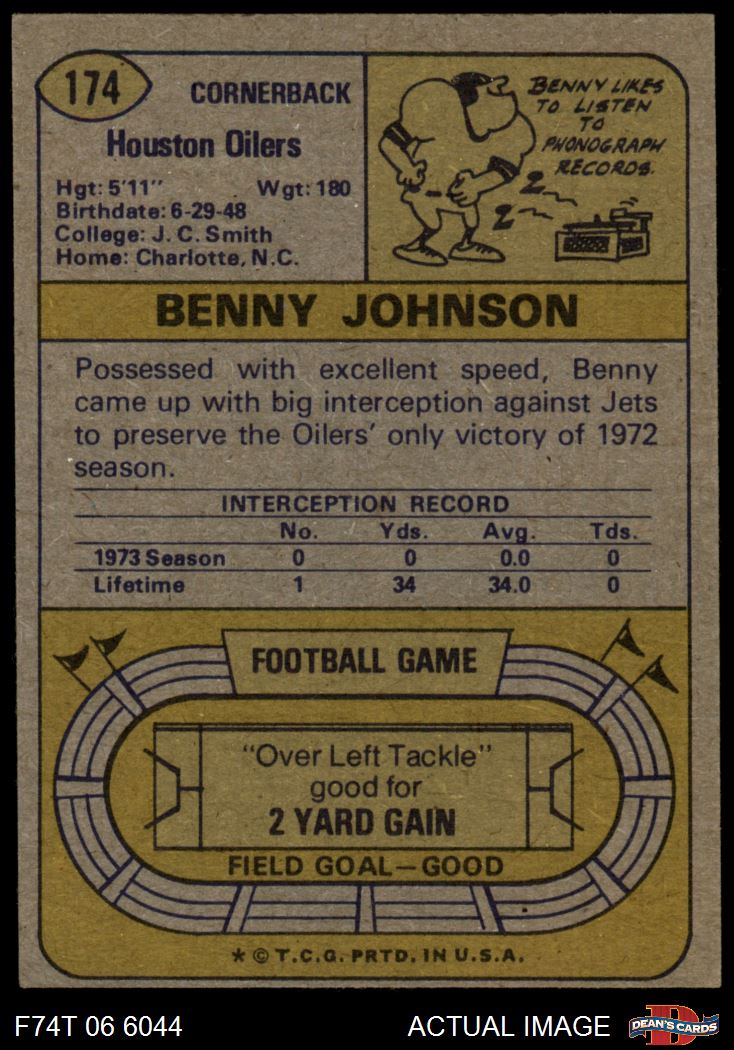 174
CORNERBACK
Houston Oilers
Hgt: 5'11" Wgt: 180
Birthdate: 6-29-48
College: J. C. Smith
Home: Charlotte, N.C.
BENNY LIKES
TO LISTEN
TO
PHONOGRAPH
RECORDS.
BENNY JOHNSON
Possessed with excellent speed, Benny
came up with big interception against Jets
to preserve the Oilers' only victory of 1972
season.
INTERCEPTION RECORD
No. Yds. Avg. Tds.
1973 Season 0 0 0.0 0
Lifetime 1 34 34.0 0
FOOTBALL GAME
"Over Left Tackle"
good for
2 YARD GAIN
FIELD GOAL—GOOD
* © T.C.G. PRTD. IN U.S.A.
F74T 06 6044 ACTUAL IMAGE
D
DEAN'S CARDS